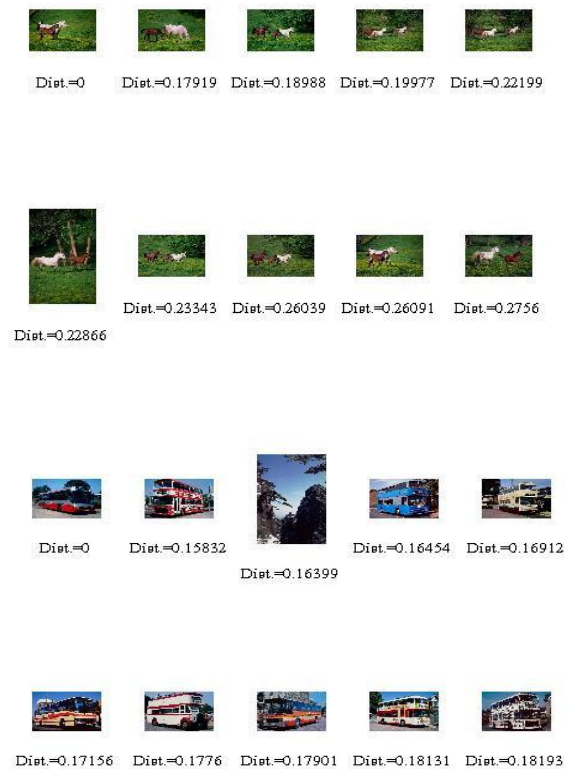 Dist.=0 Dist.=0.17919 Dist.=0.18988 Dist.=0.19977 Dist.=0.22199
Dist.=0.23343 Dist.=0.26039 Dist.=0.26091 Dist.=0.2756
Dist.=0.22866
Dist.=0 Dist.=0.15832 Dist.=0.16454 Dist.=0.16912
Dist.=0.16399
Dist.=0.17156 Dist.=0.1776 Dist.=0.17901 Dist.=0.18131 Dist.=0.18193